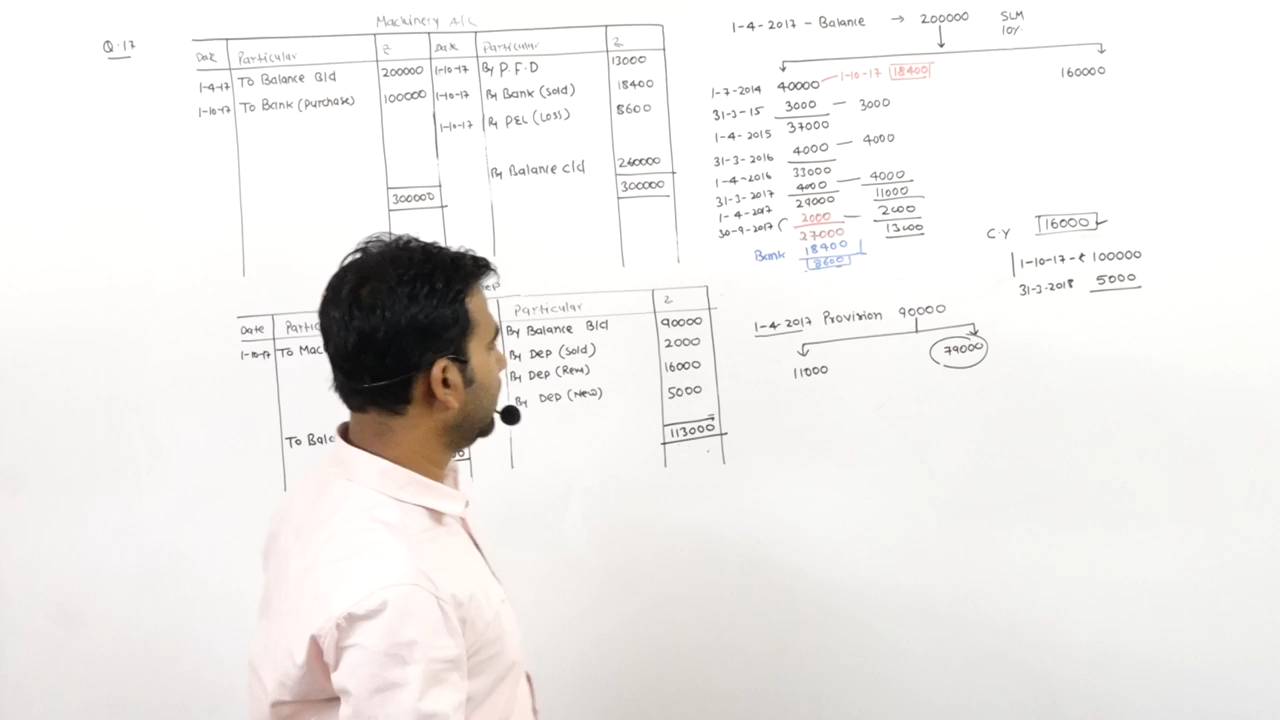 Machinery A/C
Q.17
Date Particular ₹ Date Particular ₹
1-4-17 To Balance B/d 200000 1-10-17 By P.F.D 13000
1-10-17 To Bank (purchase) 100000 1-10-17 By Bank (sold) 18400
1-10-17 By P&L (Loss) 8600
By Balance c/d 260000
300000 300000
Dep
Date Partic Particular ₹
By Balance B/d 90000
1-10-17 To Mac By Dep (sold) 2000
By Dep (Rem) 16000
By Dep (New) 5000
To Bala
113000
1-4-2017 - Balance → 200000 SLM
10%
1-7-2014 40000 1-10-17 18400 160000
31-3-15 3000 — 3000
1-4-2015 37000
31-3-2016 4000 — 4000
1-4-2016 33000
31-3-2017 4000 — 4000
1-4-2017 29000 11000
30-9-2017 2000 — 2000
27000 13000
Bank 18400
8600
C.Y 16000
1-10-17 - 100000
31-3-2018 5000
1-4-2017 Provision 90000
11000 79000